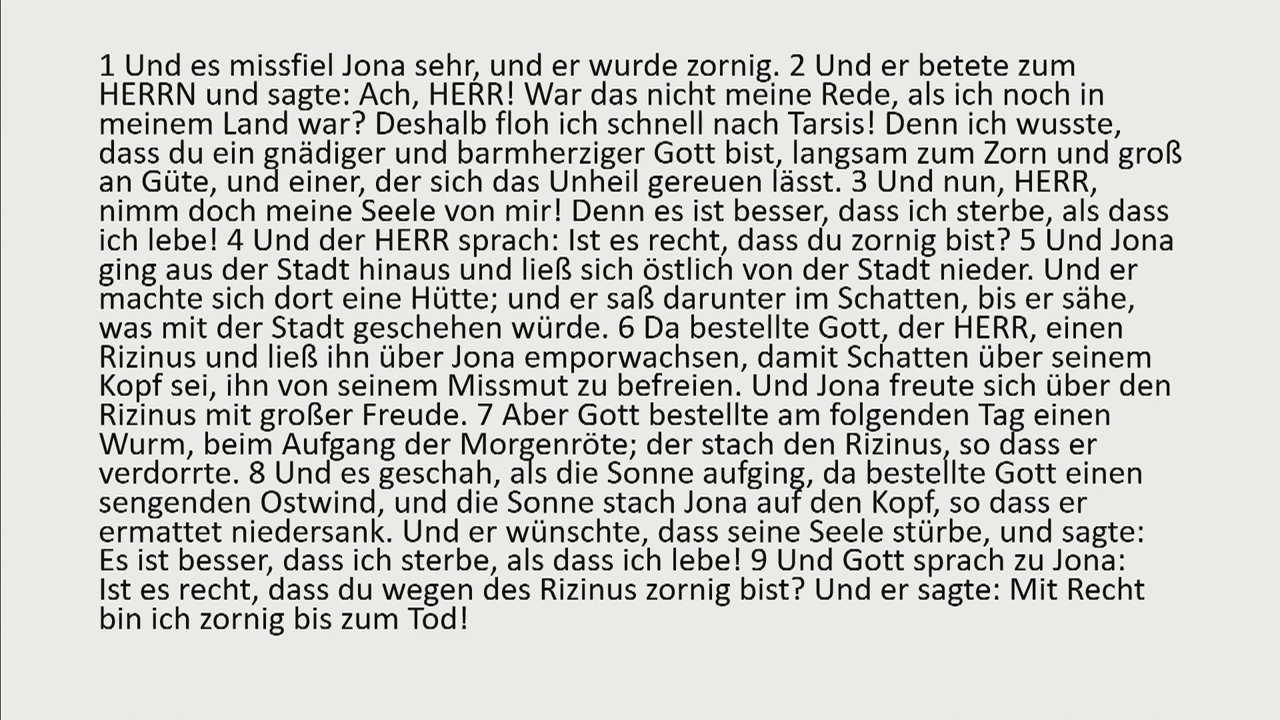 1 Und es missfiel Jona sehr, und er wurde zornig. 2 Und er betete zum
HERRN und sagte: Ach, HERR! War das nicht meine Rede, als ich noch in
meinem Land war? Deshalb floh ich schnell nach Tarsis! Denn ich wusste,
dass du ein gnädiger und barmherziger Gott bist, langsam zum Zorn und groß
an Güte, und einer, der sich das Unheil gereuen lässt. 3 Und nun, HERR,
nimm doch meine Seele von mir! Denn es ist besser, dass ich sterbe, als dass
ich lebe! 4 Und der HERR sprach: Ist es recht, dass du zornig bist? 5 Und Jona
ging aus der Stadt hinaus und ließ sich östlich von der Stadt nieder. Und er
machte sich dort eine Hütte; und er saß darunter im Schatten, bis er sähe,
was mit der Stadt geschehen würde. 6 Da bestellte Gott, der HERR, einen
Rizinus und ließ ihn über Jona emporwachsen, damit Schatten über seinem
Kopf sei, ihn von seinem Missmut zu befreien. Und Jona freute sich über den
Rizinus mit großer Freude. 7 Aber Gott bestellte am folgenden Tag einen
Wurm, beim Aufgang der Morgenröte; der stach den Rizinus, so dass er
verdorrte. 8 Und es geschah, als die Sonne aufging, da bestellte Gott einen
sengenden Ostwind, und die Sonne stach Jona auf den Kopf, so dass er
ermattet niedersank. Und er wünschte, dass seine Seele stürbe, und sagte:
Es ist besser, dass ich sterbe, als dass ich lebe! 9 Und Gott sprach zu Jona:
Ist es recht, dass du wegen des Rizinus zornig bist? Und er sagte: Mit Recht
bin ich zornig bis zum Tod!